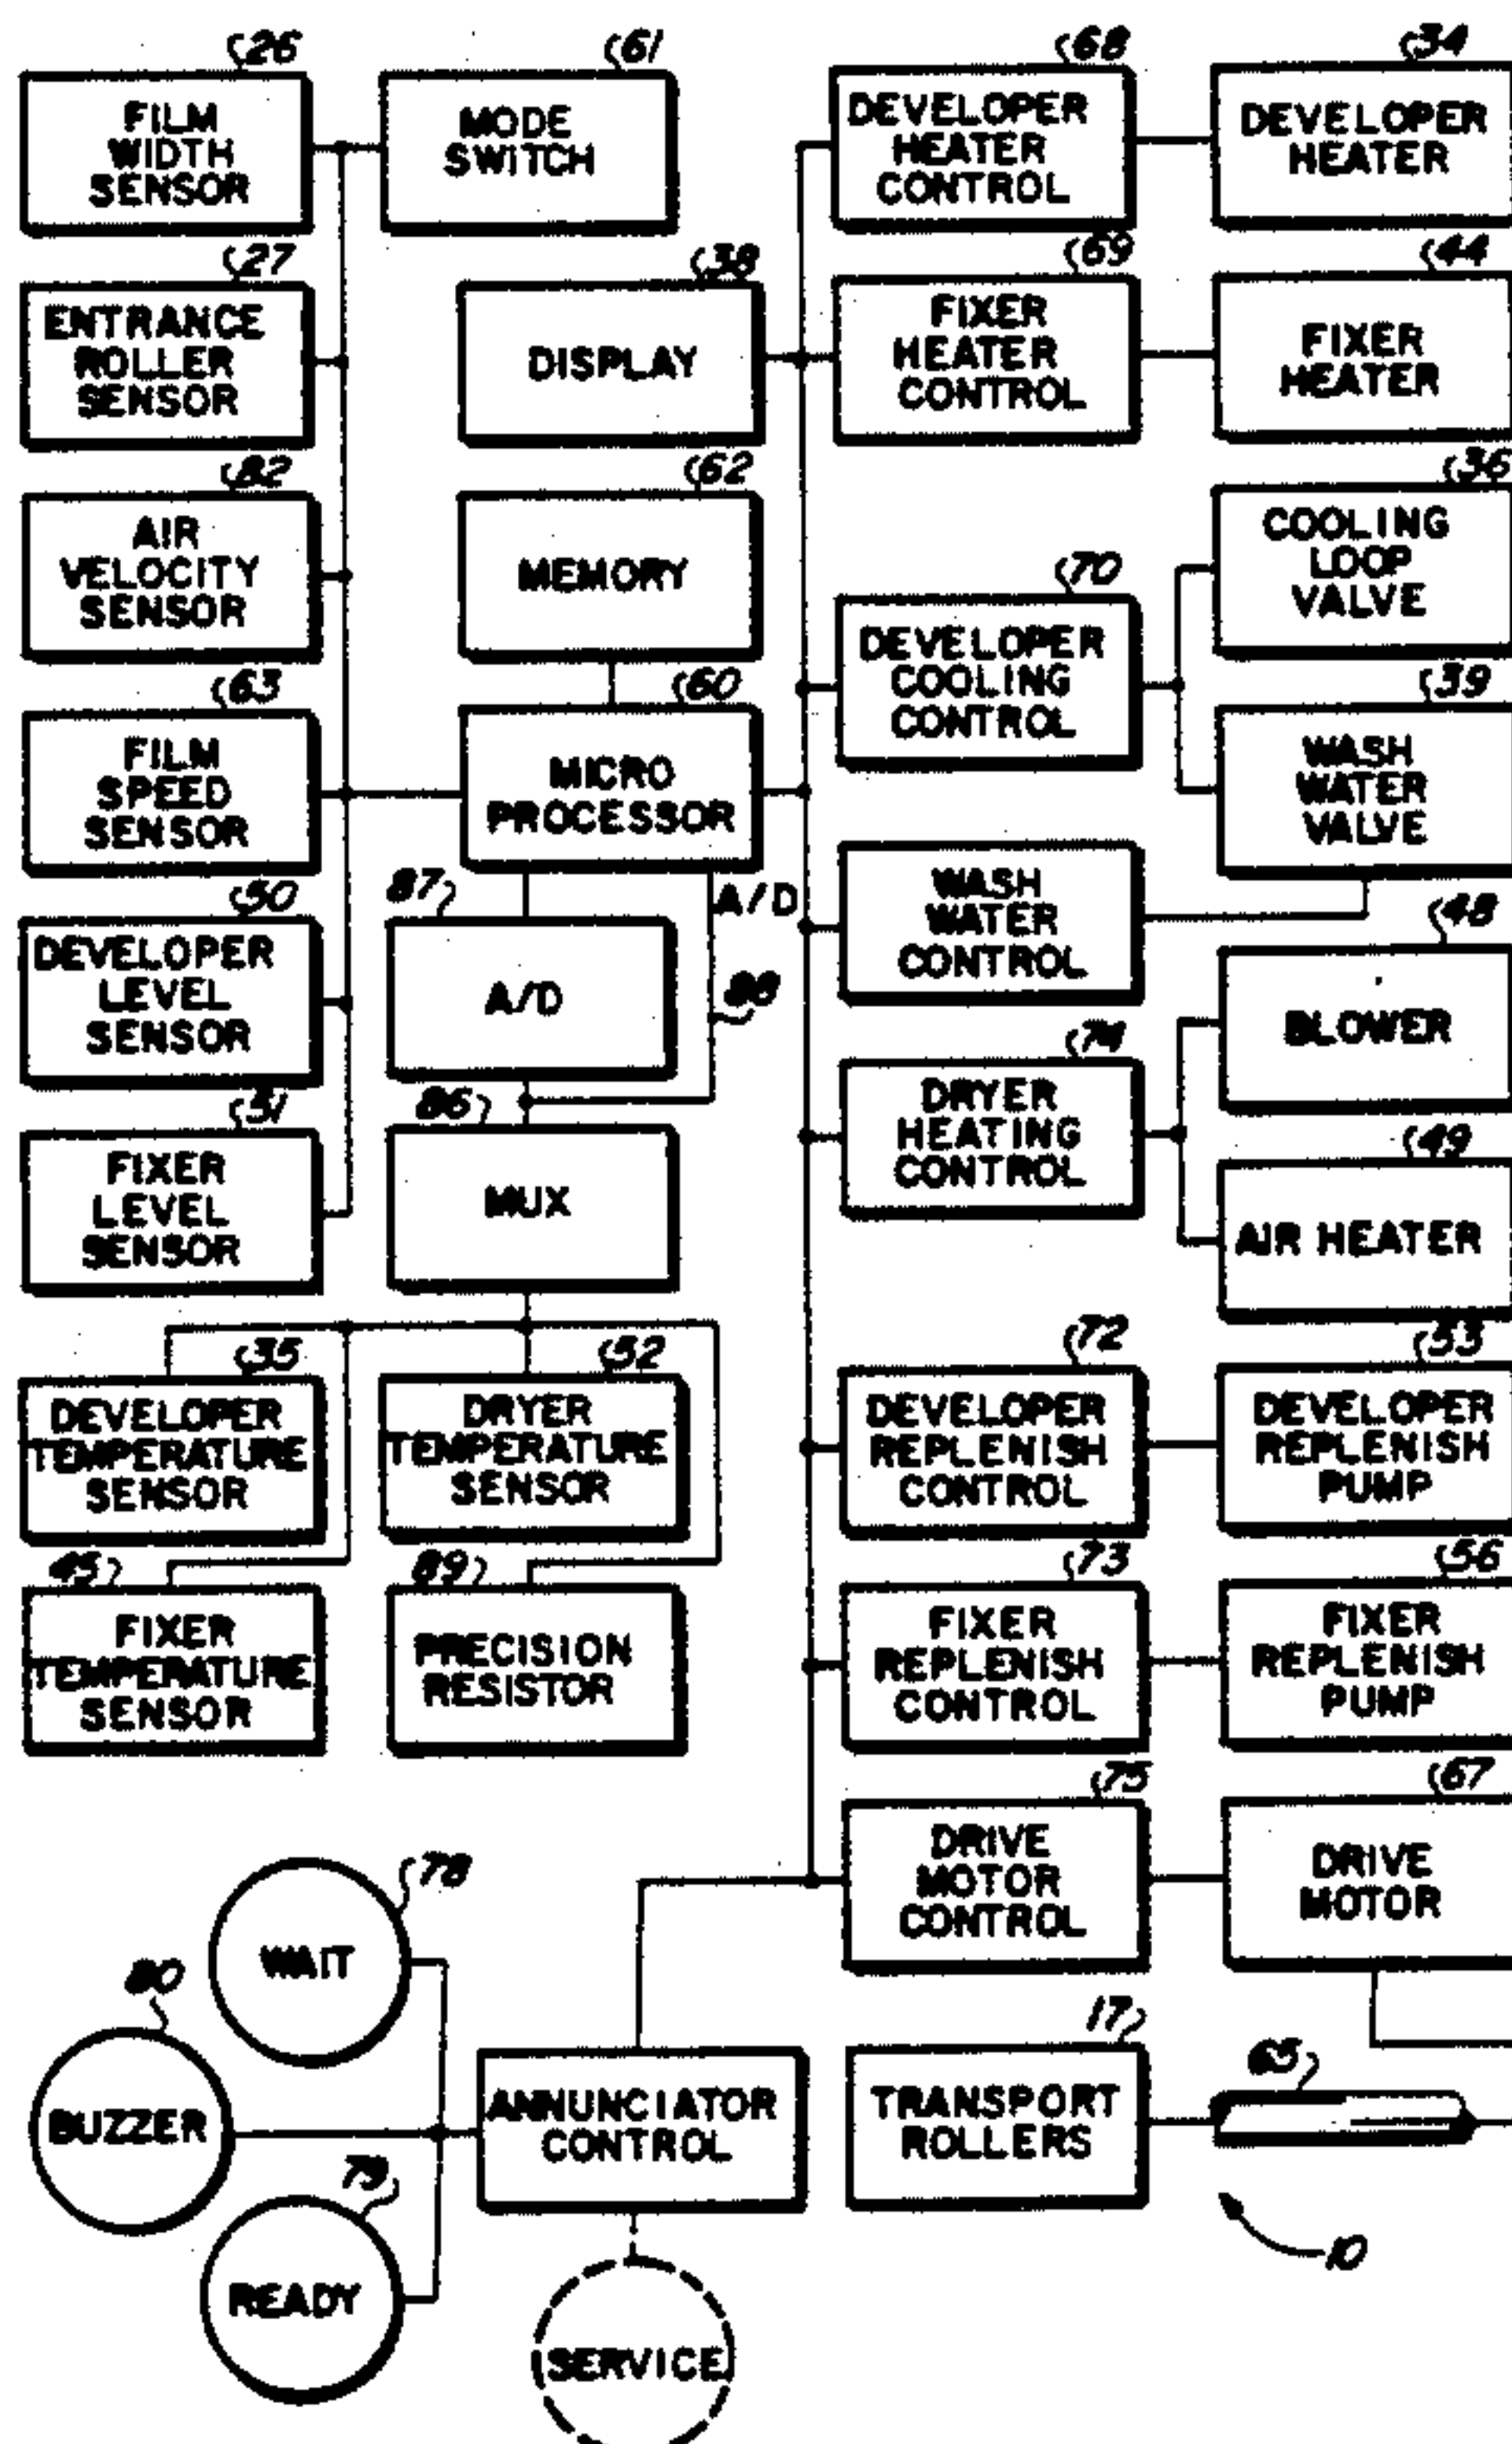 26
FILM
WIDTH
SENSOR
61
MODE
SWITCH
68
DEVELOPER
HEATER
CONTROL
34
DEVELOPER
HEATER
27
ENTRANCE
ROLLER
SENSOR
38
DISPLAY
69
FIXER
HEATER
CONTROL
44
FIXER
HEATER
82
AIR
VELOCITY
SENSOR
62
MEMORY
70
DEVELOPER
COOLING
CONTROL
36
COOLING
LOOP
VALVE
63
FILM
SPEED
SENSOR
60
MICRO
PROCESSOR
39
WASH
WATER
VALVE
50
DEVELOPER
LEVEL
SENSOR
87
A/D
A/D
88
WASH
WATER
CONTROL
48
BLOWER
51
FIXER
LEVEL
SENSOR
86
MUX
74
DRYER
HEATING
CONTROL
49
AIR HEATER
35
DEVELOPER
TEMPERATURE
SENSOR
52
DRYER
TEMPERATURE
SENSOR
72
DEVELOPER
REPLENISH
CONTROL
53
DEVELOPER
REPLENISH
PUMP
45
FIXER
TEMPERATURE
SENSOR
89
PRECISION
RESISTOR
73
FIXER
REPLENISH
CONTROL
56
FIXER
REPLENISH
PUMP
75
DRIVE
MOTOR
CONTROL
67
DRIVE
MOTOR
78
WAIT
80
BUZZER
79
READY
ANNUNCIATOR
CONTROL
SERVICE
17
TRANSPORT
ROLLERS
65
10